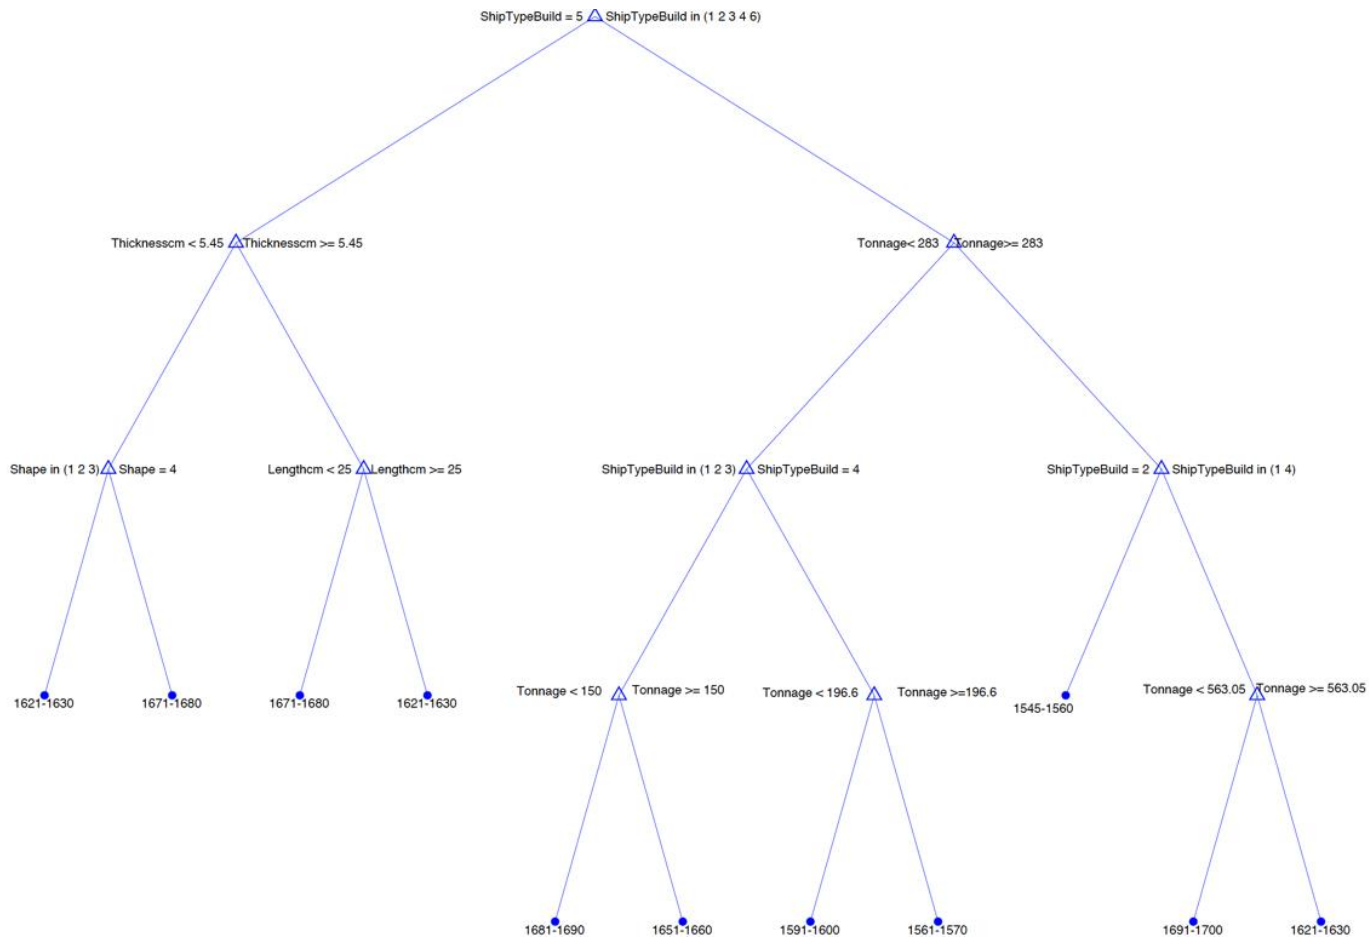 ShipTypeBuild = 5 ShipTypeBuild in (1 2 3 4 6)
Thicknesscm < 5.45 Thicknesscm >= 5.45 Tonnage< 283 Tonnage>= 283
Shape in (1 2 3) Shape = 4 Lengthcm < 25 Lengthcm >= 25 ShipTypeBuild in (1 2 3) ShipTypeBuild = 4 ShipTypeBuild = 2 ShipTypeBuild in (1 4)
Tonnage < 150 Tonnage >= 150 Tonnage < 196.6 Tonnage >=196.6 Tonnage < 563.05 Tonnage >= 563.05
1621-1630 1671-1680 1671-1680 1621-1630 1545-1560
1681-1690 1651-1660 1591-1600 1561-1570 1691-1700 1621-1630